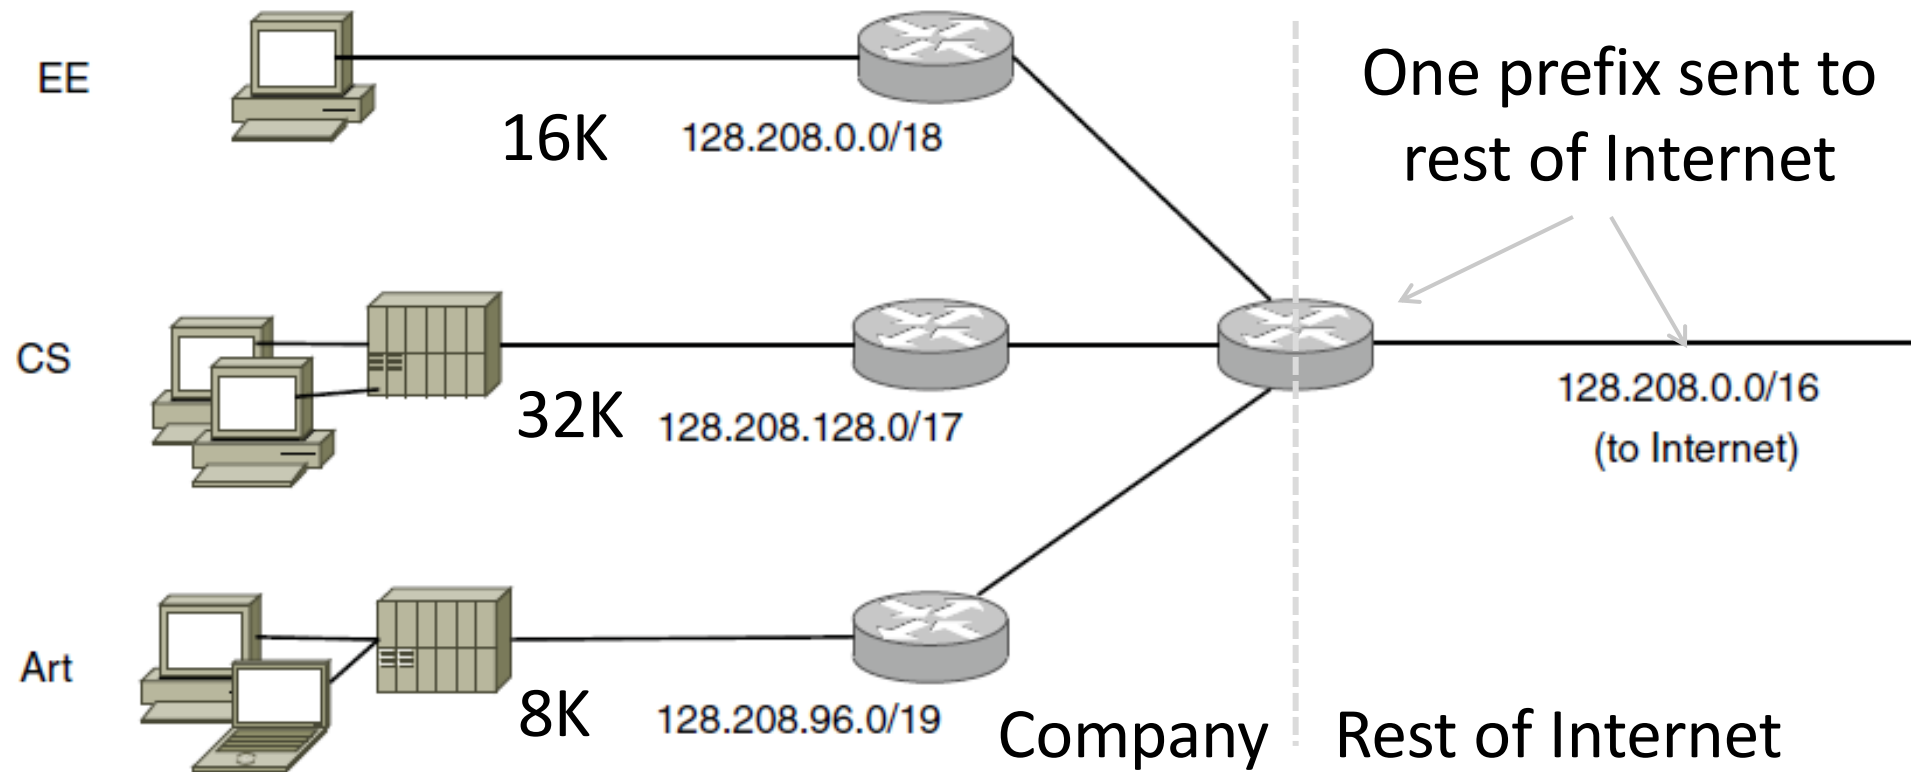 EE
16K
128.208.0.0/18
One prefix sent to
rest of Internet
CS
32K
128.208.128.0/17
128.208.0.0/16
(to Internet)
Art
8K
128.208.96.0/19
Company
Rest of Internet